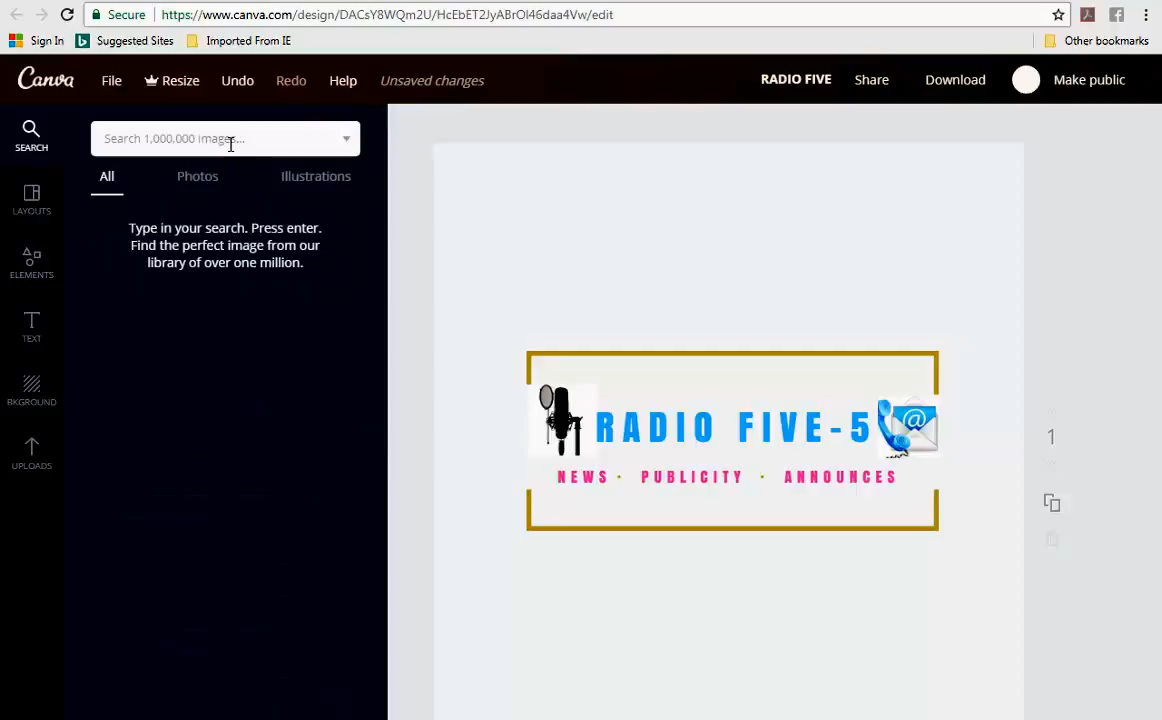 Secure https://www.canva.com/design/DACsY8WQm2U/HcEbET2JyABrOl46daa4Vw/edit
Sign In Suggested Sites Imported From IE Other bookmarks
Canva File Resize Undo Redo Help Unsaved changes RADIO FIVE Share Download Make public
SEARCH
Search 1,000,000 images...
All Photos Illustrations
LAYOUTS
Type in your search. Press enter.
Find the perfect image from our
library of over one million.
ELEMENTS
TEXT
BKGROUND
UPLOADS
RADIO FIVE-5
@
NEWS · PUBLICITY · ANNOUNCES
1